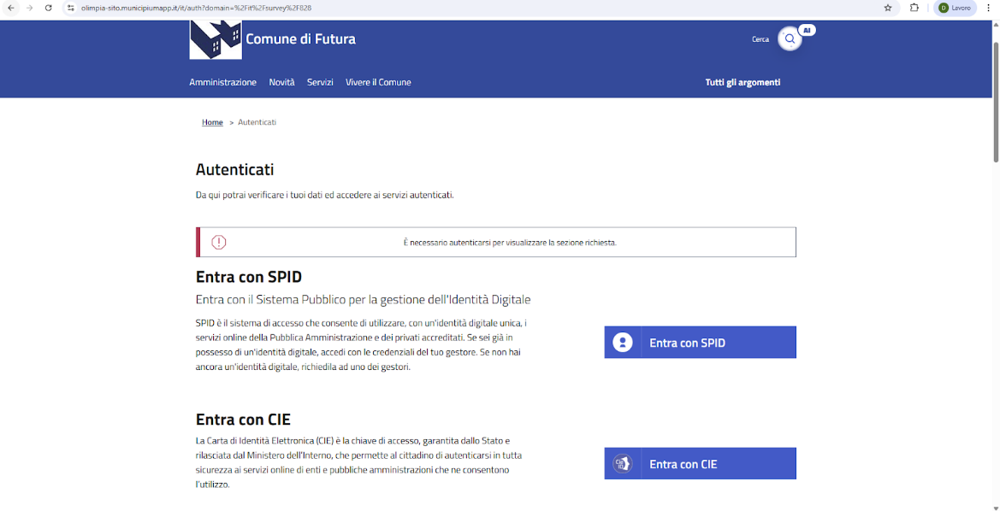 olimpia-sito.municipiumapp.it/it/auth?domain=%2Fit%2Fsurvey%2F828
D
Lavoro
Comune di Futura
Cerca
AI
Amministrazione Novità Servizi Vivere il Comune
Tutti gli argomenti
Home > Autenticati
Autenticati
Da qui potrai verificare i tuoi dati ed accedere ai servizi autenticati.
È necessario autenticarsi per visualizzare la sezione richiesta.
Entra con SPID
Entra con il Sistema Pubblico per la gestione dell'Identità Digitale
SPID è il sistema di accesso che consente di utilizzare, con un'identità digitale unica, i
servizi online della Pubblica Amministrazione e dei privati accreditati. Se sei già in
possesso di un'identità digitale, accedi con le credenziali del tuo gestore. Se non hai
ancora un'identità digitale, richiedila ad uno dei gestori.
Entra con SPID
Entra con CIE
La Carta di Identità Elettronica (CIE) è la chiave di accesso, garantita dallo Stato e
rilasciata dal Ministero dell'Interno, che permette al cittadino di autenticarsi in tutta
sicurezza ai servizi online di enti e pubbliche amministrazioni che ne consentono
l'utilizzo.
Entra con CIE